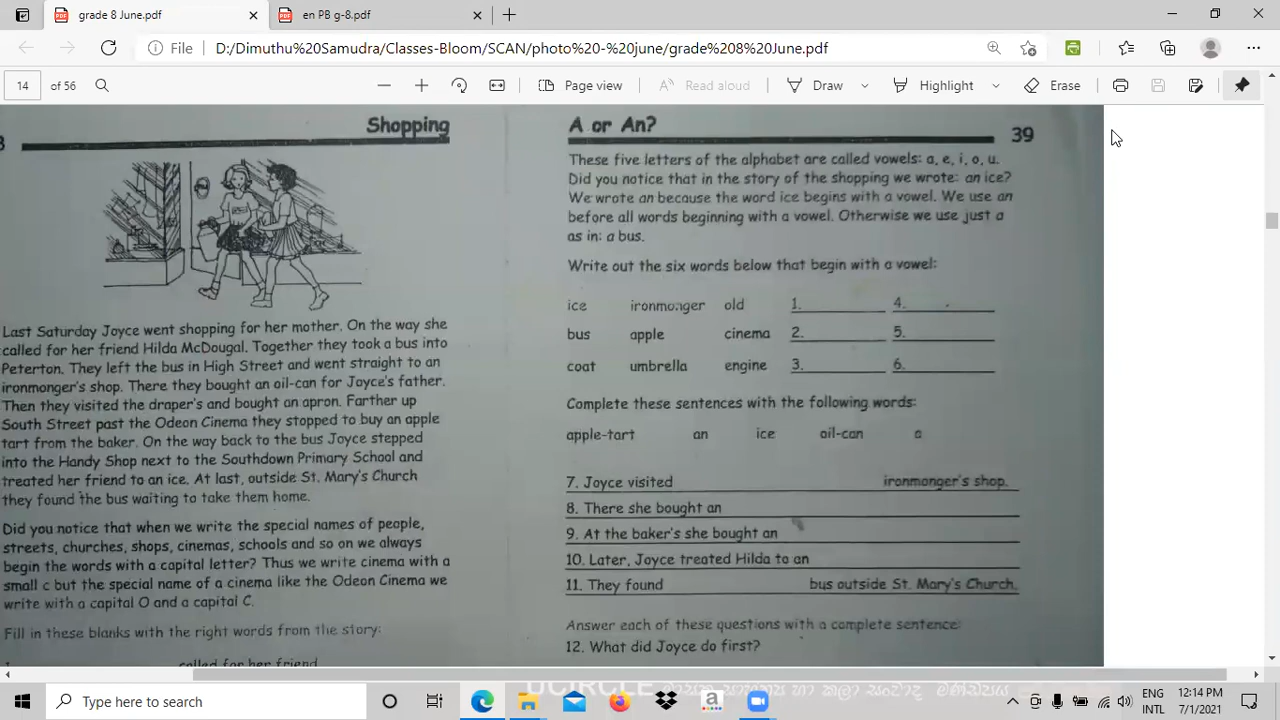 grade 8 June.pdf
en PB g-8.pdf
File D:/Dimuthu%20Samudra/Classes-Bloom/SCAN/photo%20-%20june/grade%208%20June.pdf
14 of 56 Page view Read aloud Draw Highlight Erase
Shopping
Last Saturday Joyce went shopping for her mother. On the way she
called for her friend Hilda McDougal. Together they took a bus into
Peterton. They left the bus in High Street and went straight to an
ironmonger's shop. There they bought an oil-can for Joyce's father.
Then they visited the draper's and bought an apron. Farther up
South Street past the Odeon Cinema they stopped to buy an apple
tart from the baker. On the way back to the bus Joyce stepped
into the Handy Shop next to the Southdown Primary School and
treated her friend to an ice. At last, outside St. Mary's Church
they found the bus waiting to take them home.
Did you notice that when we write the special names of people,
streets, churches, shops, cinemas, schools and so on we always
begin the words with a capital letter? Thus we write cinema with a
small c but the special name of a cinema like the Odeon Cinema we
write with a capital O and a capital C.
Fill in these blanks with the right words from the story:
called for her friend
A or An?
39
These five letters of the alphabet are called vowels: a, e, i, o, u.
Did you notice that in the story of the shopping we wrote: an ice?
We wrote an because the word ice begins with a vowel. We use an
before all words beginning with a vowel. Otherwise we use just a
as in: a bus.
Write out the six words below that begin with a vowel:
ice ironmonger old 1. 4.
bus apple cinema 2. 5.
coat umbrella engine 3. 6.
Complete these sentences with the following words:
apple-tart an ice oil-can a
7. Joyce visited ironmonger's shop.
8. There she bought an
9. At the baker's she bought an
10. Later, Joyce treated Hilda to an
11. They found bus outside St. Mary's Church.
Answer each of these questions with a complete sentence:
12. What did Joyce do first?
Type here to search
ENG 12:14 PM
INTL 7/1/2021